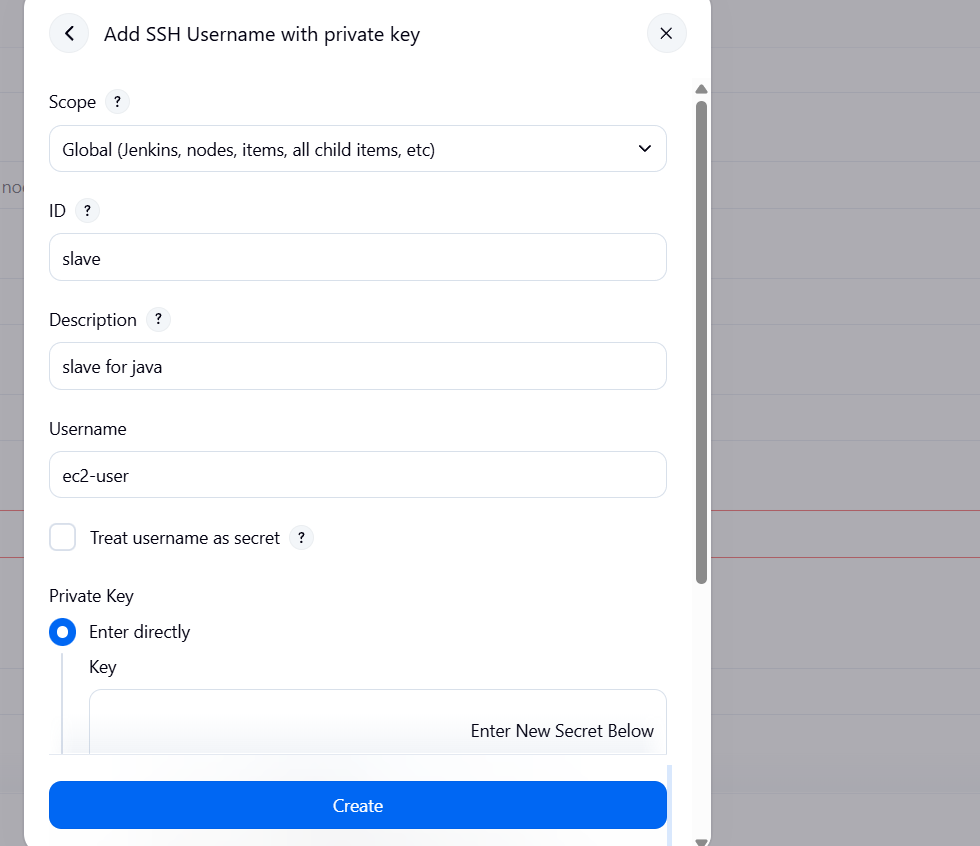 Add SSH Username with private key
Scope ?
Global (Jenkins, nodes, items, all child items, etc)
noc
ID ?
slave
Description ?
slave for java
Username
ec2-user
Treat username as secret ?
Private Key
Enter directly
Key
Enter New Secret Below
Create